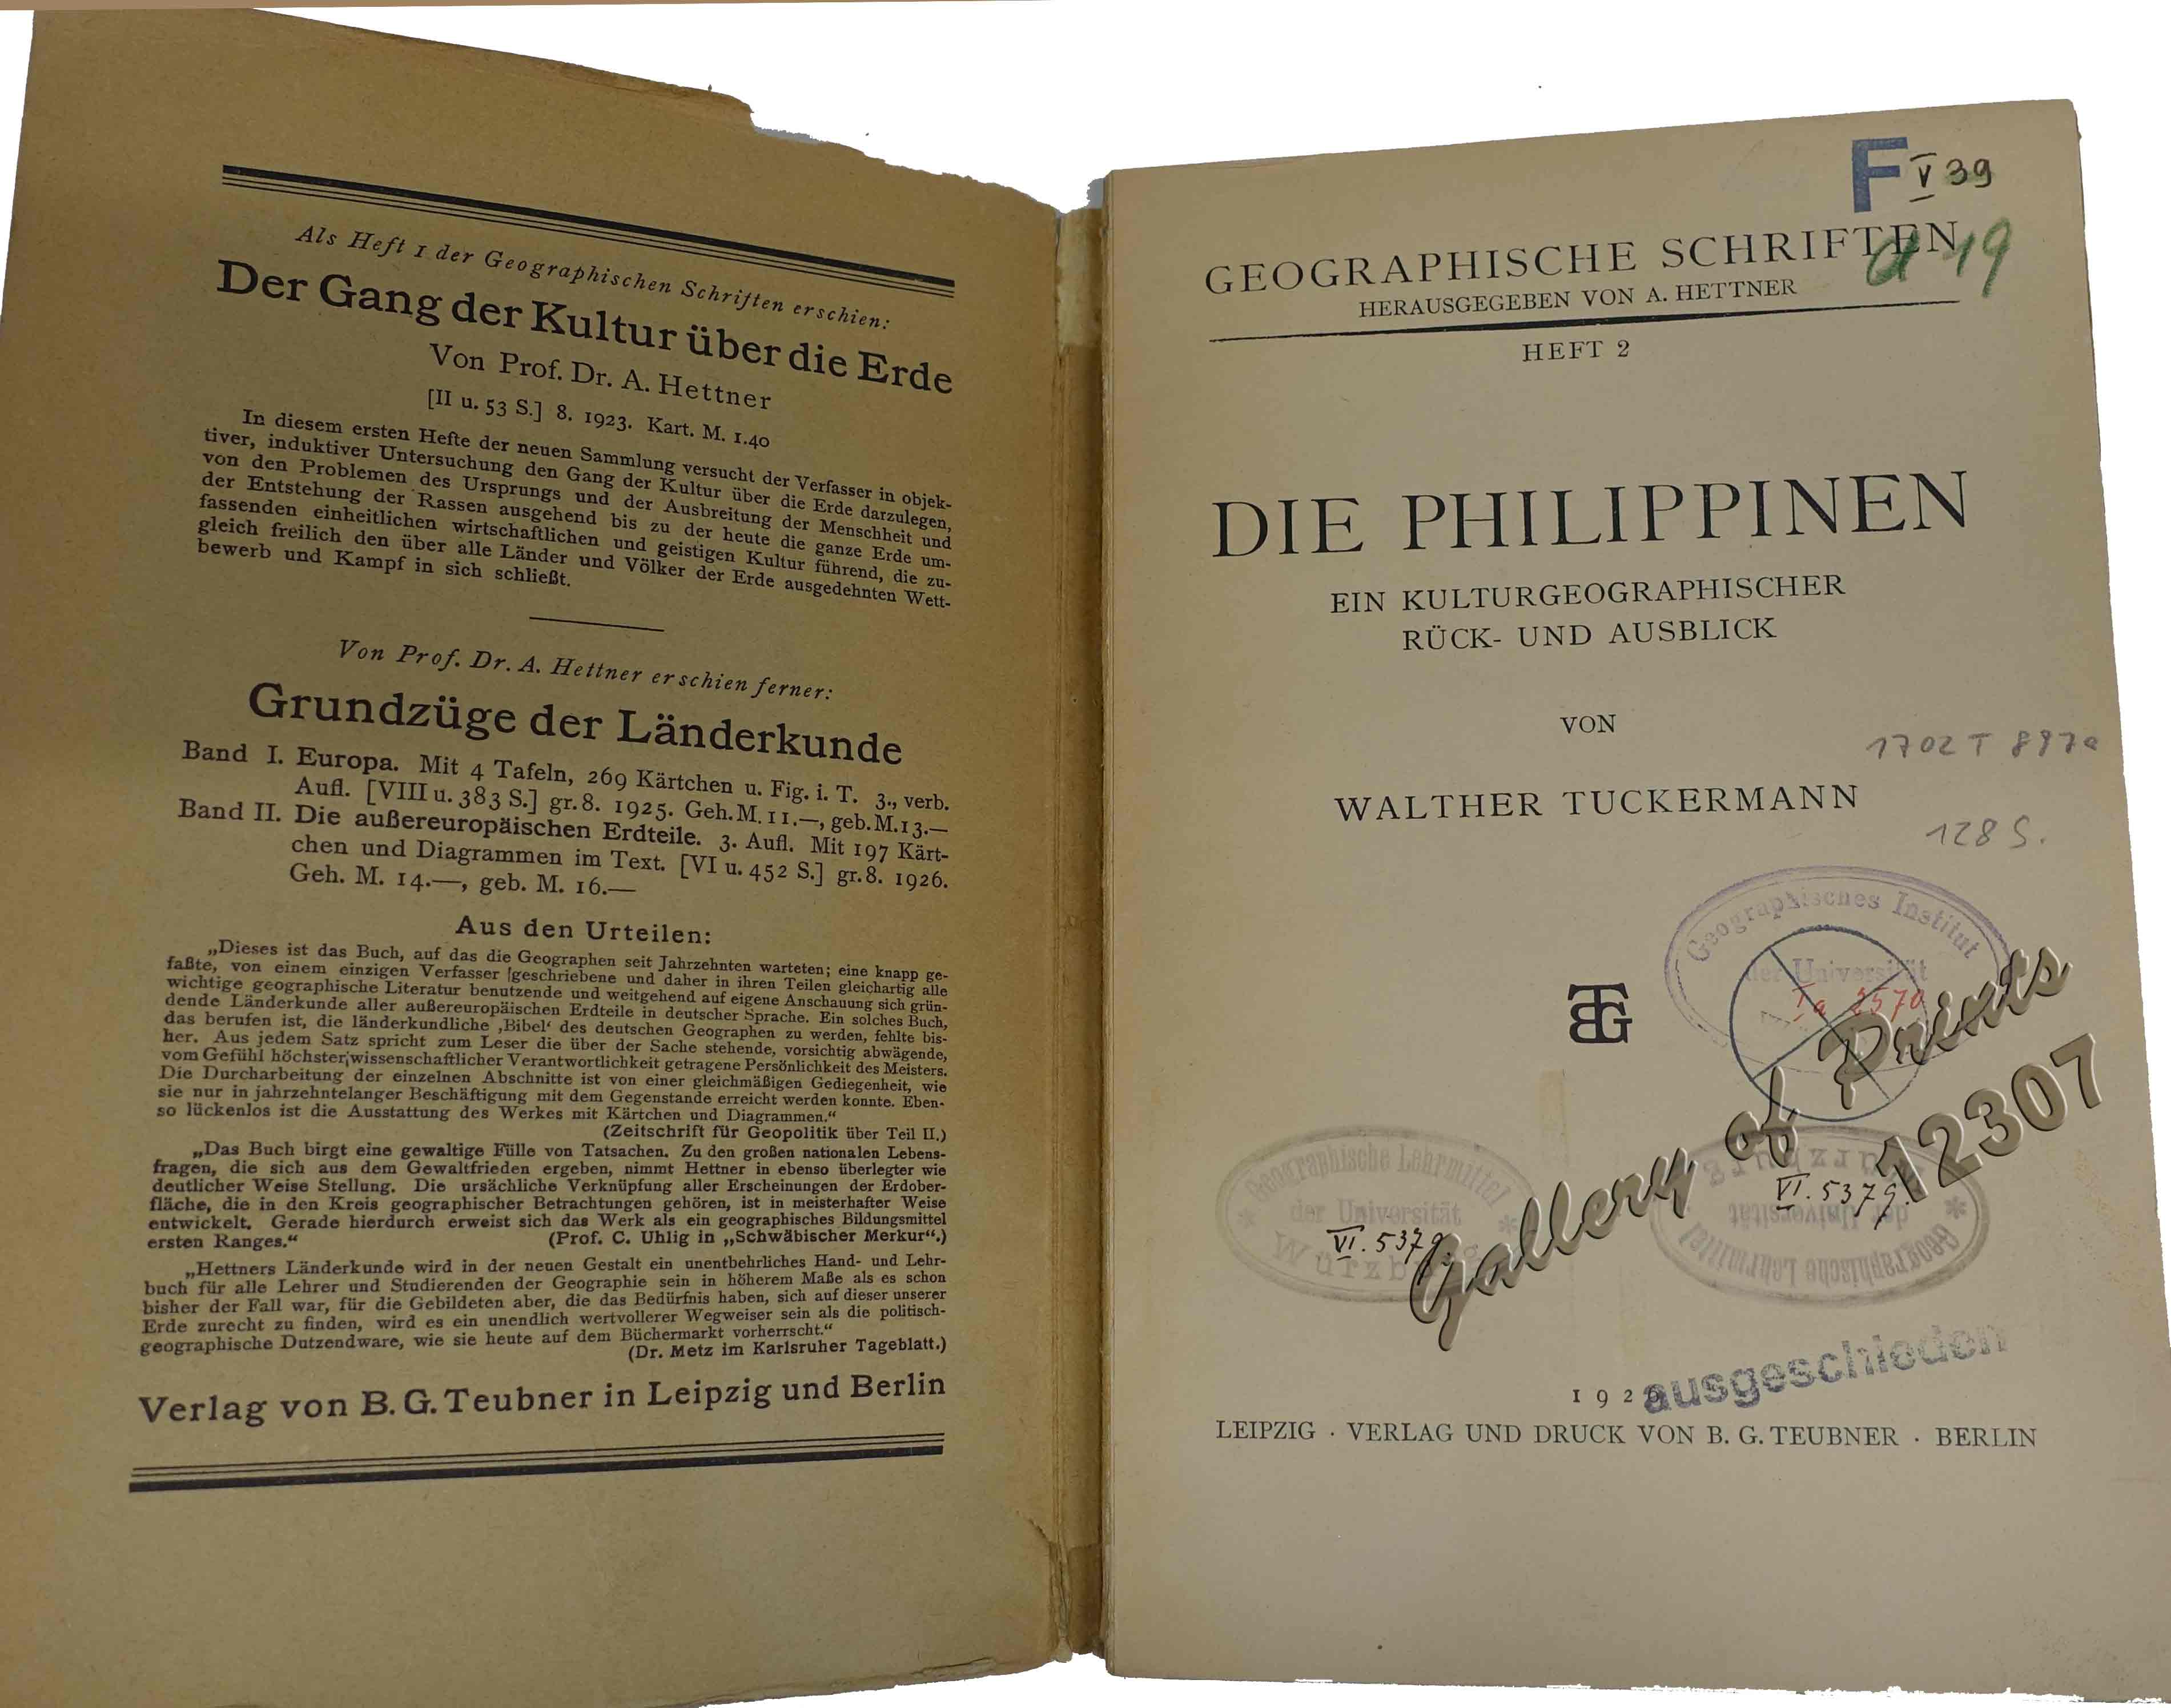 Als Heft 1 der Geographischen Schriften erschien:
Der Gang der Kultur über die Erde
Von Prof. Dr. A. Hettner
[II u. 53 S.] 8. 1923. Kart. M. 1.40
In diesem ersten Hefte der neuen Sammlung versucht der Verfasser in objek-
tiver, induktiver Untersuchung den Gang der Kultur über die Erde darzulegen,
von den Problemen des Ursprungs und der Ausbreitung der Menschheit und
der Entstehung der Rassen ausgehend bis zu der heute die ganze Erde um-
fassenden einheitlichen wirtschaftlichen und geistigen Kultur führend, die zu-
gleich freilich den über alle Länder und Völker der Erde ausgedehnten Wett-
bewerb und Kampf in sich schließt.
Von Prof. Dr. A. Hettner erschien ferner:
Grundzüge der Länderkunde
Band I. Europa. Mit 4 Tafeln, 269 Kärtchen u. Fig. i. T. 3., verb.
Aufl. [VIII u. 383 S.] gr. 8. 1925. Geh. M. 11.—, geb. M. 13.—
Band II. Die außereuropäischen Erdteile. 3. Aufl. Mit 197 Kärt-
chen und Diagrammen im Text. [VI u. 452 S.] gr. 8. 1926.
Geh. M. 14.—, geb. M. 16.—
Aus den Urteilen:
„Dieses ist das Buch, auf das die Geographen seit Jahrzehnten warteten; eine knapp ge-
faßte, von einem einzigen Verfasser geschriebene und daher in ihren Teilen gleichartig alle
wichtige geographische Literatur benutzende und weitgehend auf eigene Anschauung sich grün-
dende Länderkunde aller außereuropäischen Erdteile in deutscher Sprache. Ein solches Buch,
das berufen ist, die länderkundliche ‚Bibel‘ des deutschen Geographen zu werden, fehlte bis-
her. Aus jedem Satz spricht zum Leser die über der Sache stehende, vorsichtig abwägende,
vom Gefühl höchster wissenschaftlicher Verantwortlichkeit getragene Persönlichkeit des Meisters.
Die Durcharbeitung der einzelnen Abschnitte ist von einer gleichmäßigen Gediegenheit, wie
sie nur in jahrzehntelanger Beschäftigung mit dem Gegenstande erreicht werden konnte. Eben-
so lückenlos ist die Ausstattung des Werkes mit Kärtchen und Diagrammen.“
(Zeitschrift für Geopolitik über Teil II.)
„Das Buch birgt eine gewaltige Fülle von Tatsachen. Zu den großen nationalen Lebens-
fragen, die sich aus dem Gewaltfrieden ergeben, nimmt Hettner in ebenso überlegter wie
deutlicher Weise Stellung. Die ursächliche Verknüpfung aller Erscheinungen der Erdober-
fläche, die in den Kreis geographischer Betrachtungen gehören, ist in meisterhafter Weise
entwickelt. Gerade hierdurch erweist sich das Werk als ein geographisches Bildungsmittel
ersten Ranges.“ (Prof. C. Uhlig in „Schwäbischer Merkur“.)
„Hettners Länderkunde wird in der neuen Gestalt ein unentbehrliches Hand- und Lehr-
buch für alle Lehrer und Studierenden der Geographie sein in höherem Maße als es schon
bisher der Fall war, für die Gebildeten aber, die das Bedürfnis haben, sich auf dieser unserer
Erde zurecht zu finden, wird es ein unendlich wertvollerer Wegweiser sein als die politisch-
geographische Dutzendware, wie sie heute auf dem Büchermarkt vorherrscht.“
(Dr. Metz im Karlsruher Tageblatt.)
Verlag von B. G. Teubner in Leipzig und Berlin
F V 39
a 19
GEOGRAPHISCHE SCHRIFTEN
HERAUSGEGEBEN VON A. HETTNER
HEFT 2
DIE PHILIPPINEN
EIN KULTURGEOGRAPHISCHER
RÜCK- UND AUSBLICK
VON
1702 T 897a
WALTHER TUCKERMANN
128 S.
Geographisches Institut
der Universität
Ia 2570
BTG
Gallery of Prints
12307
Geographische Lehrmittel
der Universität
Würzburg
VI. 5379.
Geographische Lehrmittel
der Universität
Würzburg
VI. 5379.
ausgeschieden
192
LEIPZIG · VERLAG UND DRUCK VON B. G. TEUBNER · BERLIN